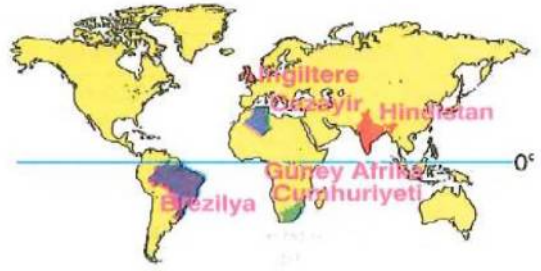 İngiltere
Cezayir
Hindistan
0°
Güney Afrika
Cumhuriyeti
Brezilya